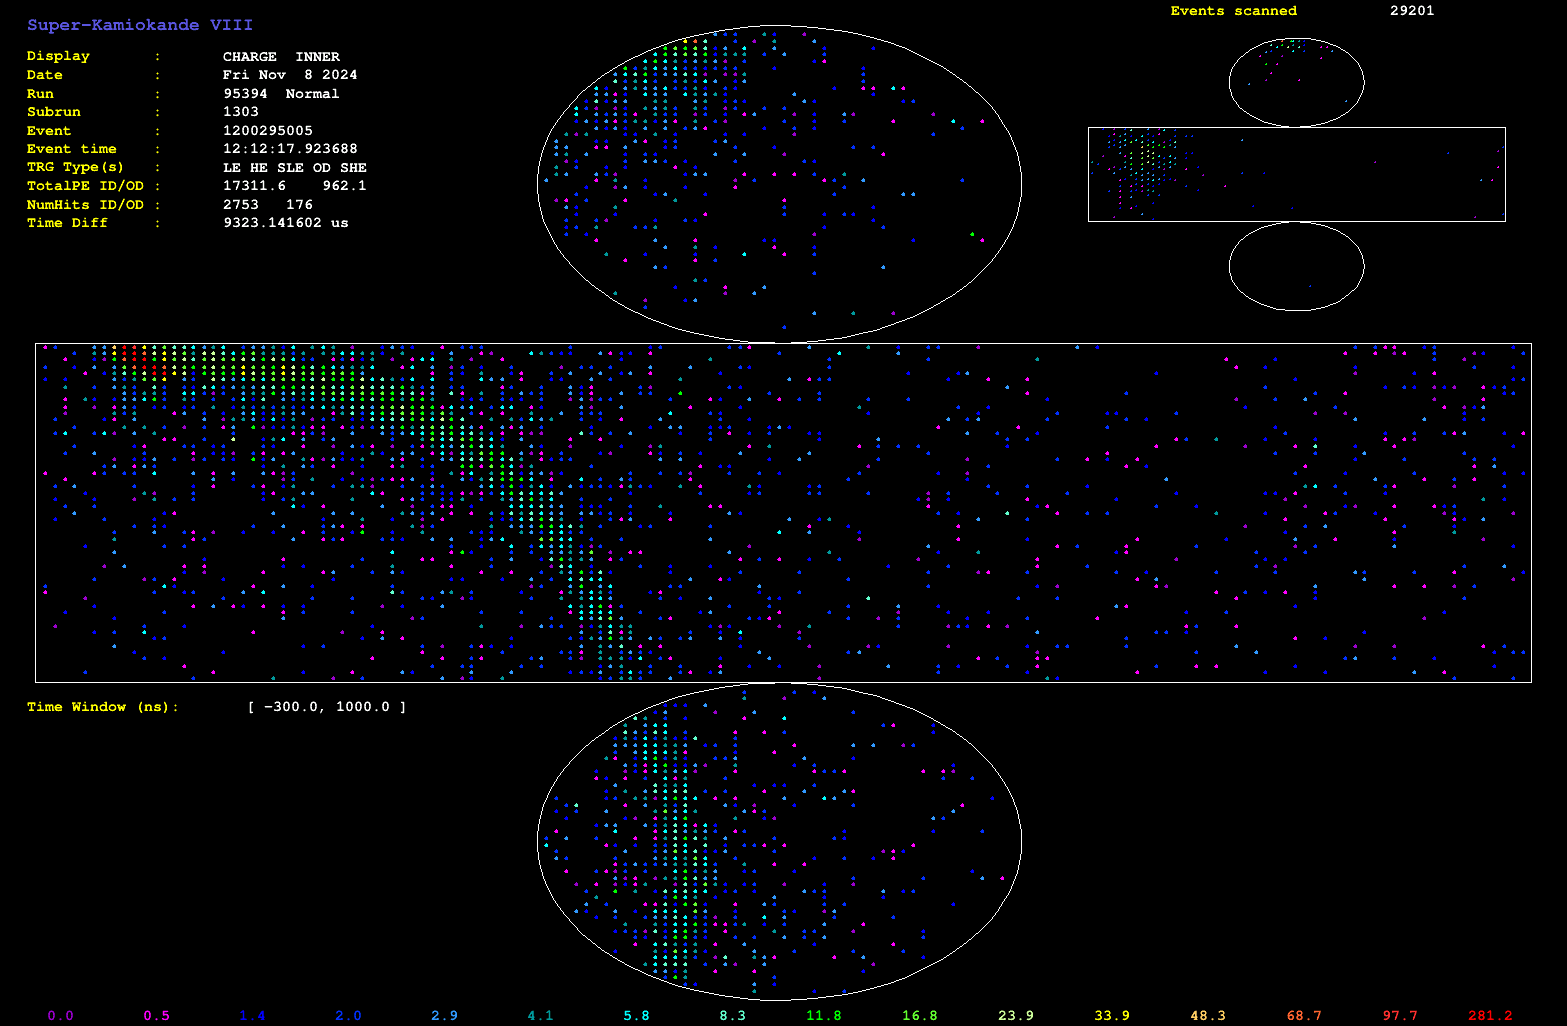 Super-Kamiokande VIII
Display : CHARGE INNER
Date : Fri Nov 8 2024
Run : 95394 Normal
Subrun : 1303
Event : 1200295005
Event time : 12:12:17.923688
TRG Type(s) : LE HE SLE OD SHE
TotalPE ID/OD : 17311.6 962.1
NumHits ID/OD : 2753 176
Time Diff : 9323.141602 us
Events scanned 29201
Time Window (ns): [ -300.0, 1000.0 ]
0.0 0.5 1.4 2.0 2.9 4.1 5.8 8.3 11.8 16.8 23.9 33.9 48.3 68.7 97.7 281.2